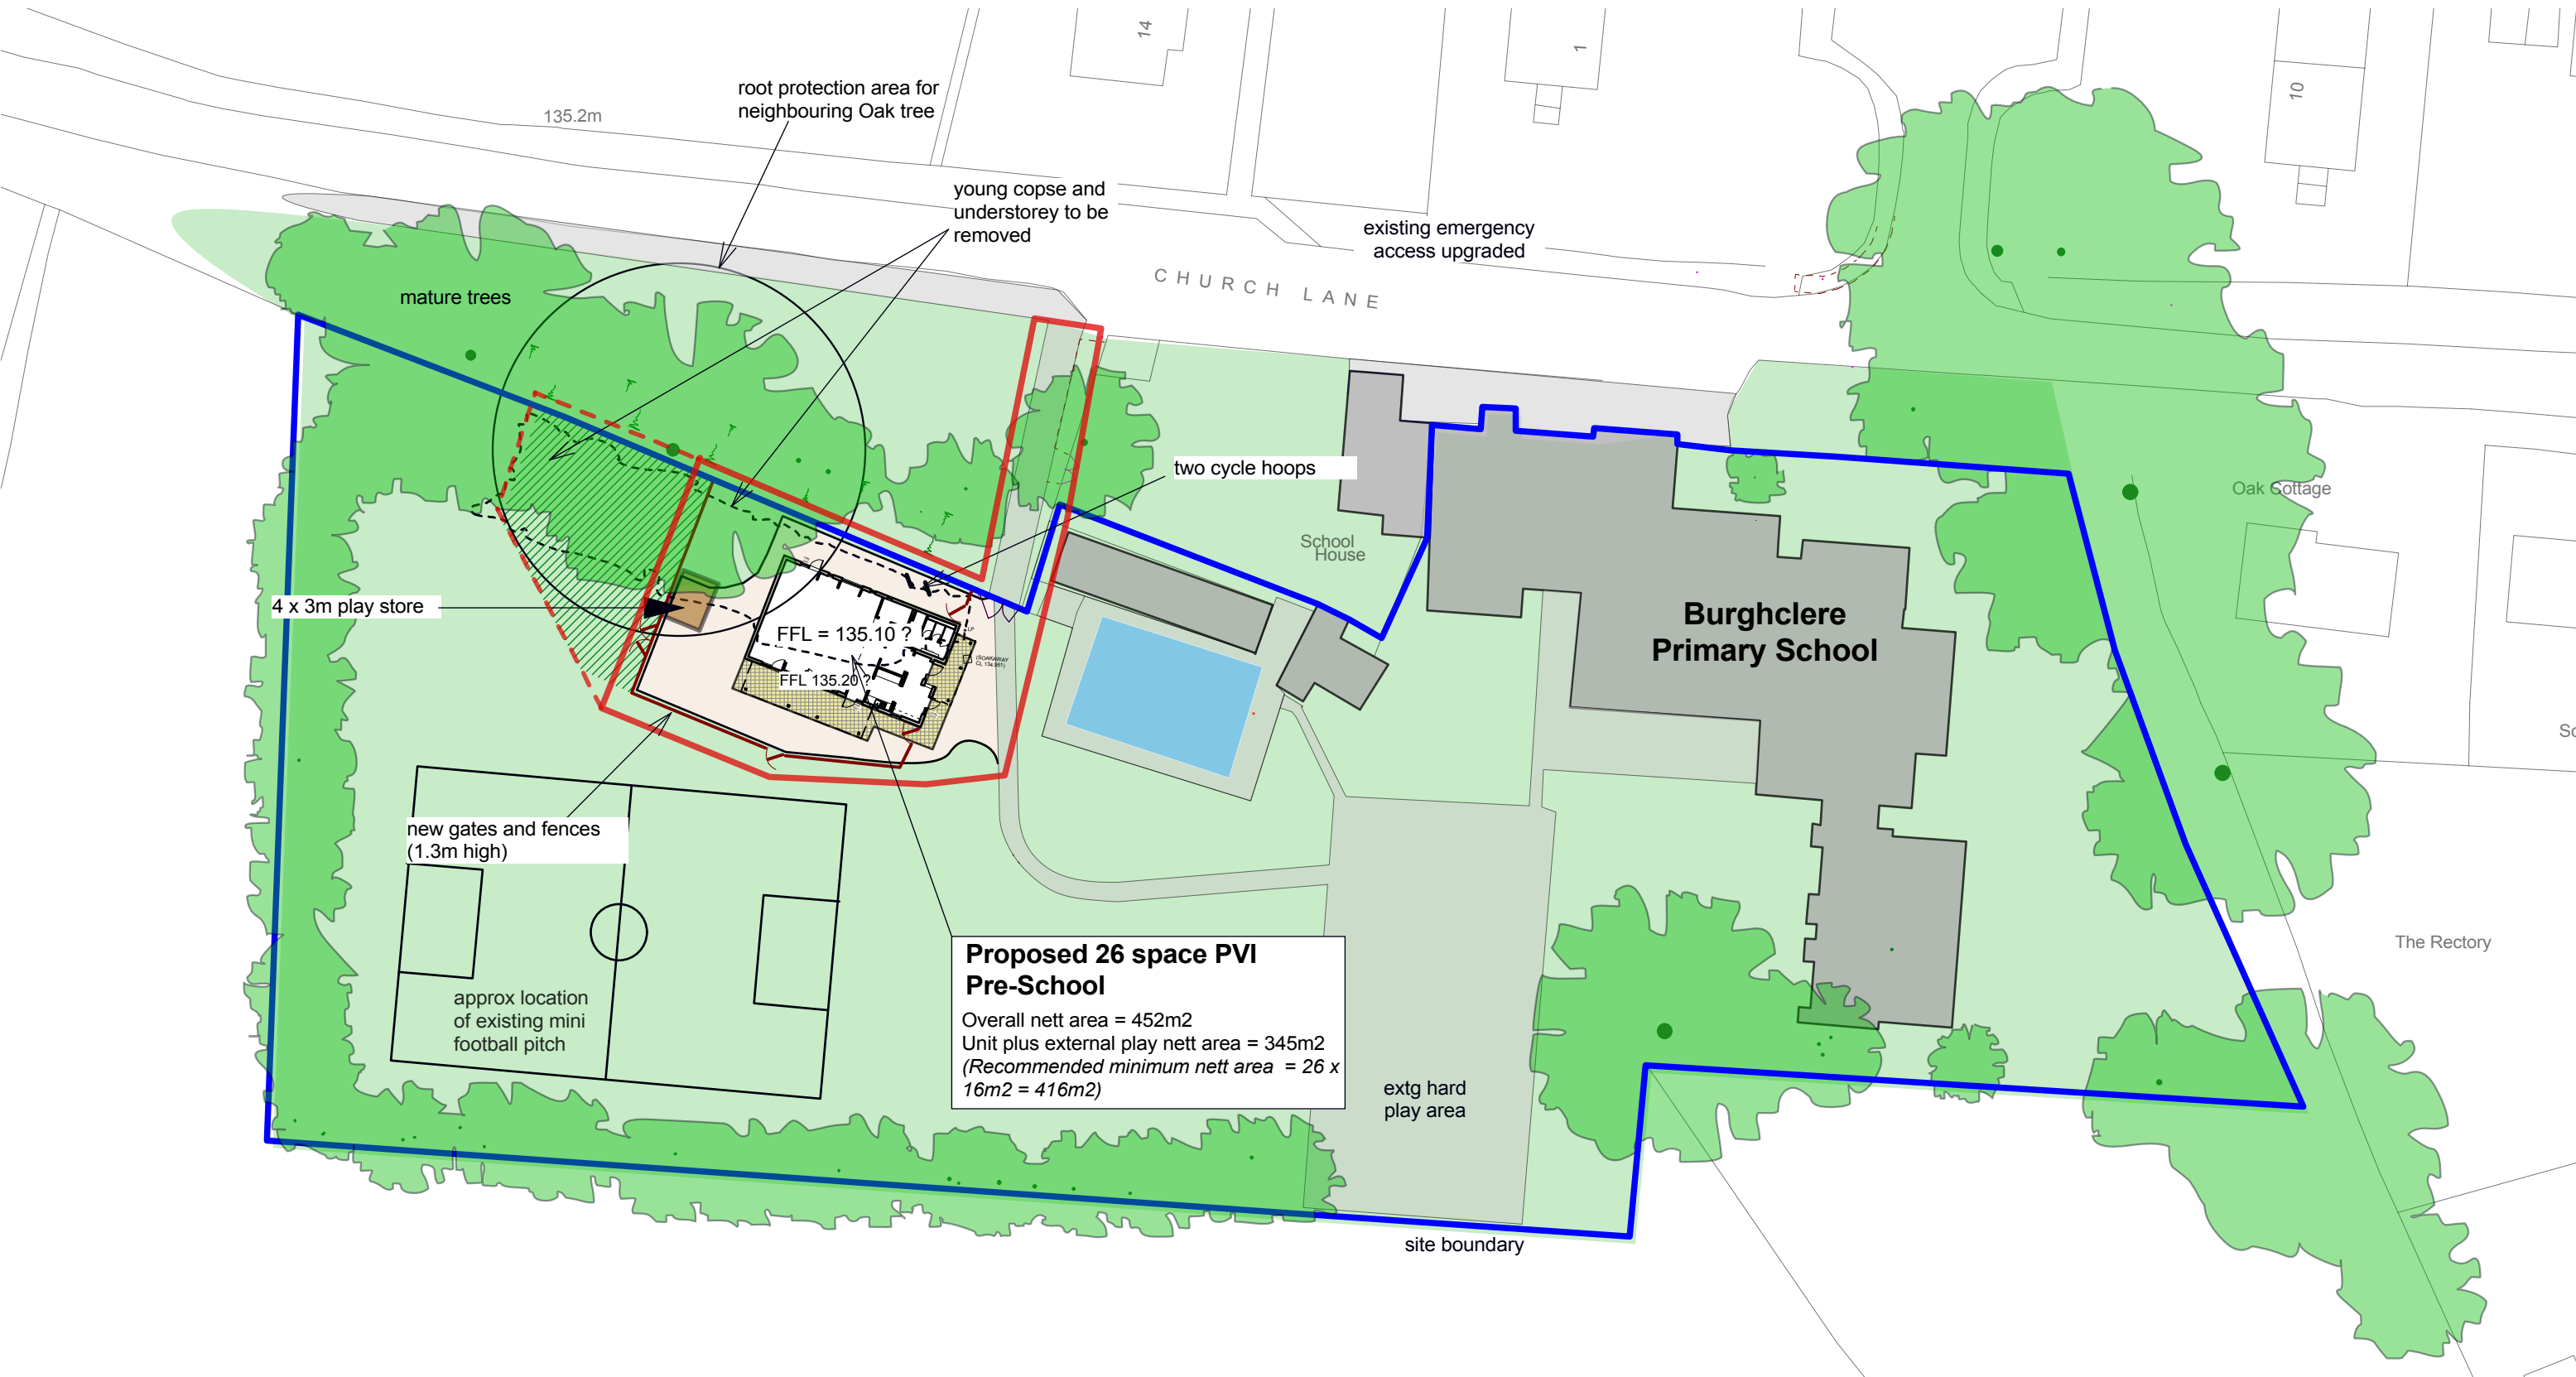 14
1
10
root protection area for
neighbouring Oak tree
135.2m
young copse and
understorey to be
removed
existing emergency
access upgraded
CHURCH LANE
mature trees
two cycle hoops
Oak Cottage
School
House
4 x 3m play store
FFL = 135.10 ?
LP
(SOAKAWAY
FFL 135.20 ?
Burghclere
Primary School
new gates and fences
(1.3m high)
Proposed 26 space PVI
Pre-School
Overall nett area = 452m2
Unit plus external play nett area = 345m2
(Recommended minimum nett area = 26 x
16m2 = 416m2)
The Rectory
approx location
of existing mini
football pitch
extg hard
play area
site boundary